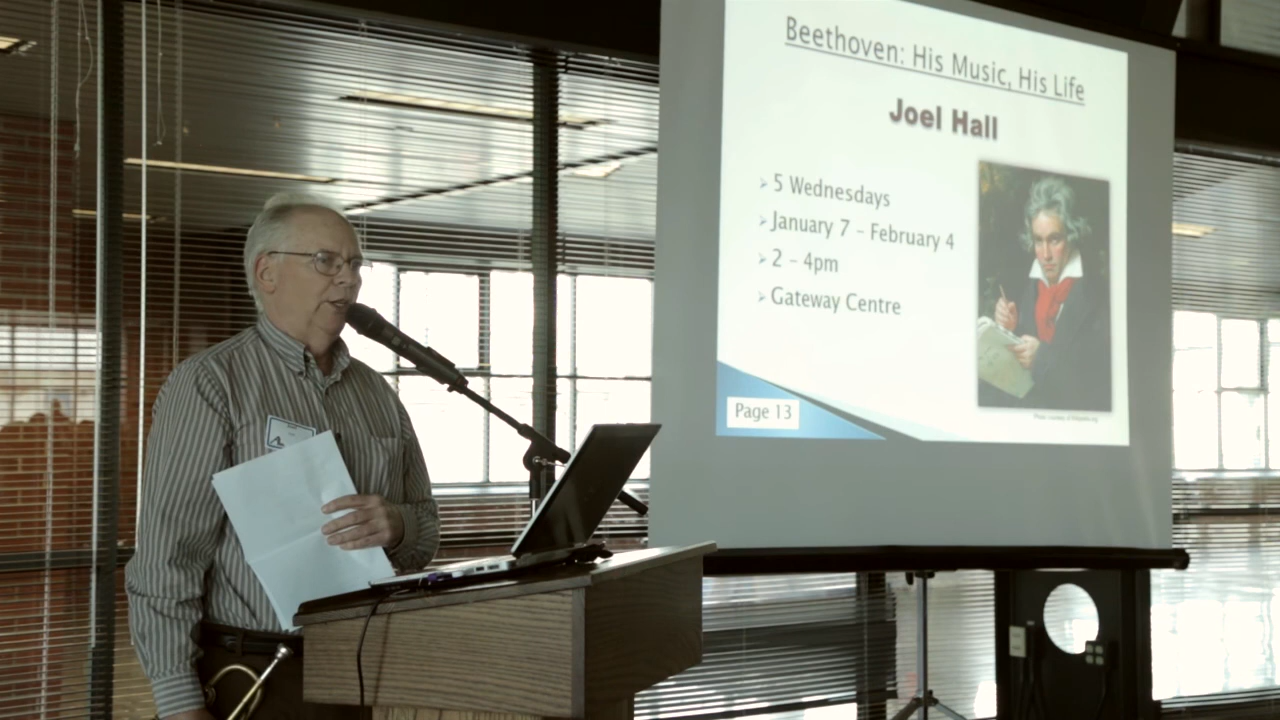 Beethoven: His Music, His Life
Joel Hall
5 Wednesdays
January 7 – February 4
2 – 4pm
Gateway Centre
Page 13